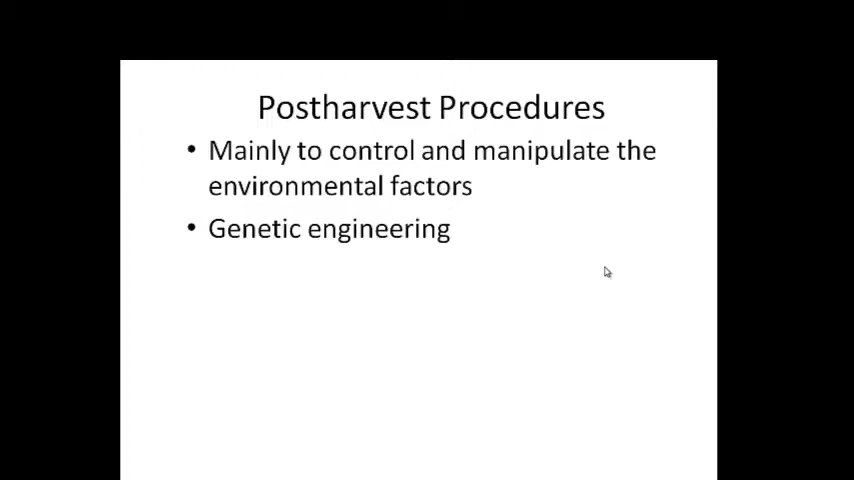 Postharvest Procedures
• Mainly to control and manipulate the
environmental factors
• Genetic engineering